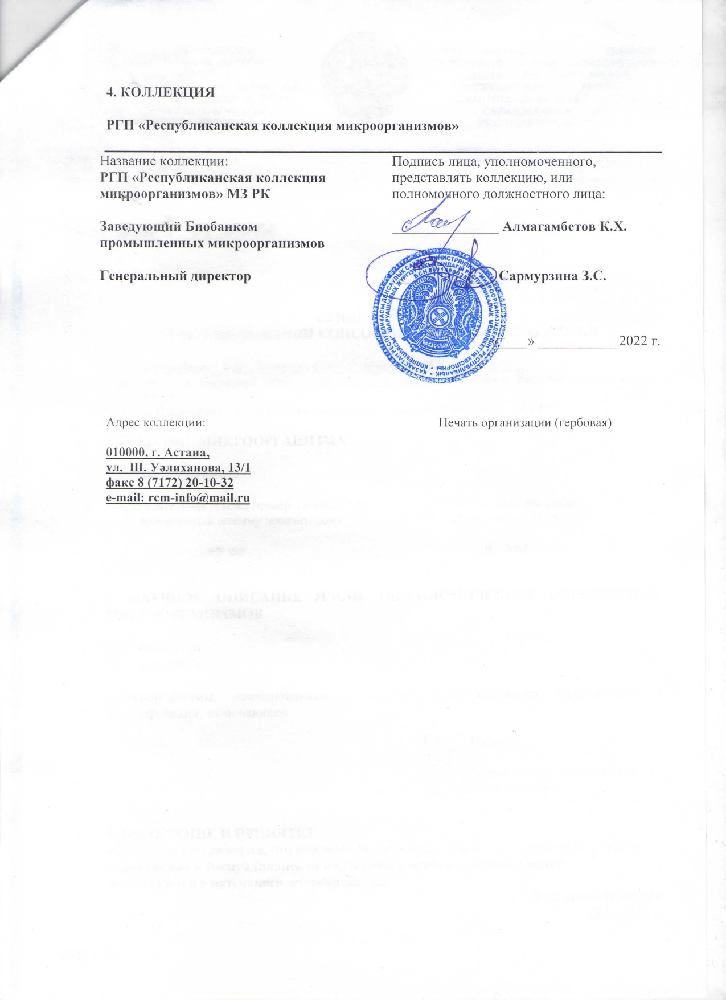 4. КОЛЛЕКЦИЯ
РГП «Республиканская коллекция микроорганизмов»
Название коллекции:
РГП «Республиканская коллекция
микроорганизмов» МЗ РК
Подпись лица, уполномоченного,
представлять коллекцию, или
полномочного должностного лица:
Заведующий Биобанком
промышленных микроорганизмов
_______________ Алмагамбетов К.Х.
Генеральный директор
_______________Сармурзина З.С.
QAZAQSTAN
____» ___________ 2022 г.
Адрес коллекции:
Печать организации (гербовая)
010000, г. Астана,
ул. Ш. Уәлиханова, 13/1
факс 8 (7172) 20-10-32
e-mail: rcm-info@mail.ru